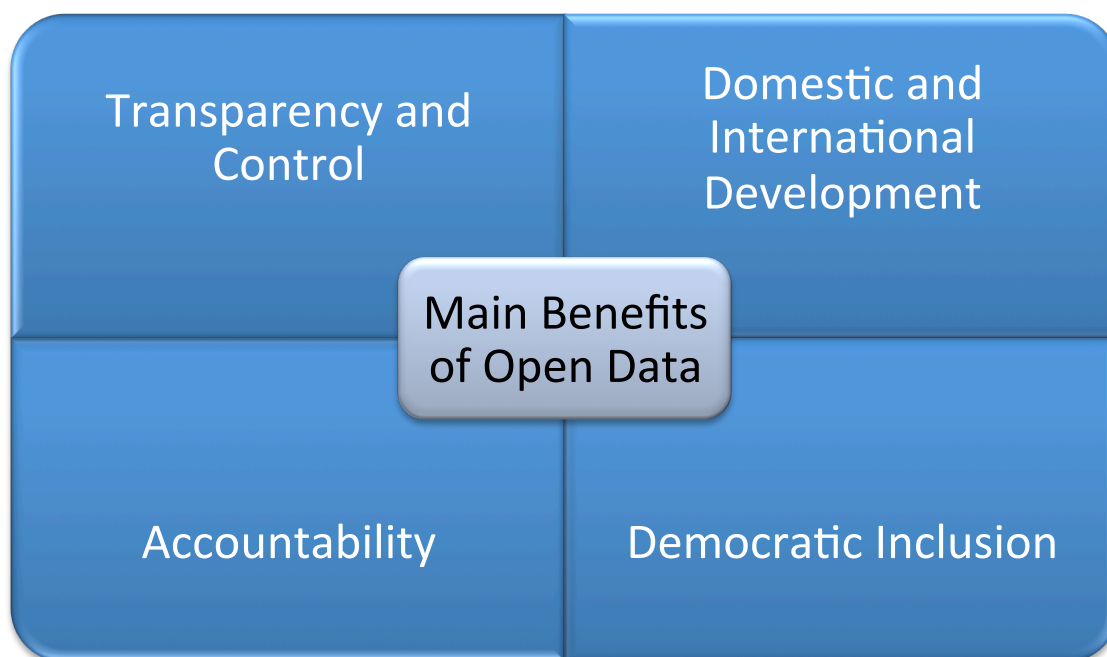 Transparency and
Control
Domestic and
International
Development
Main Benefits
of Open Data
Accountability
Democratic Inclusion